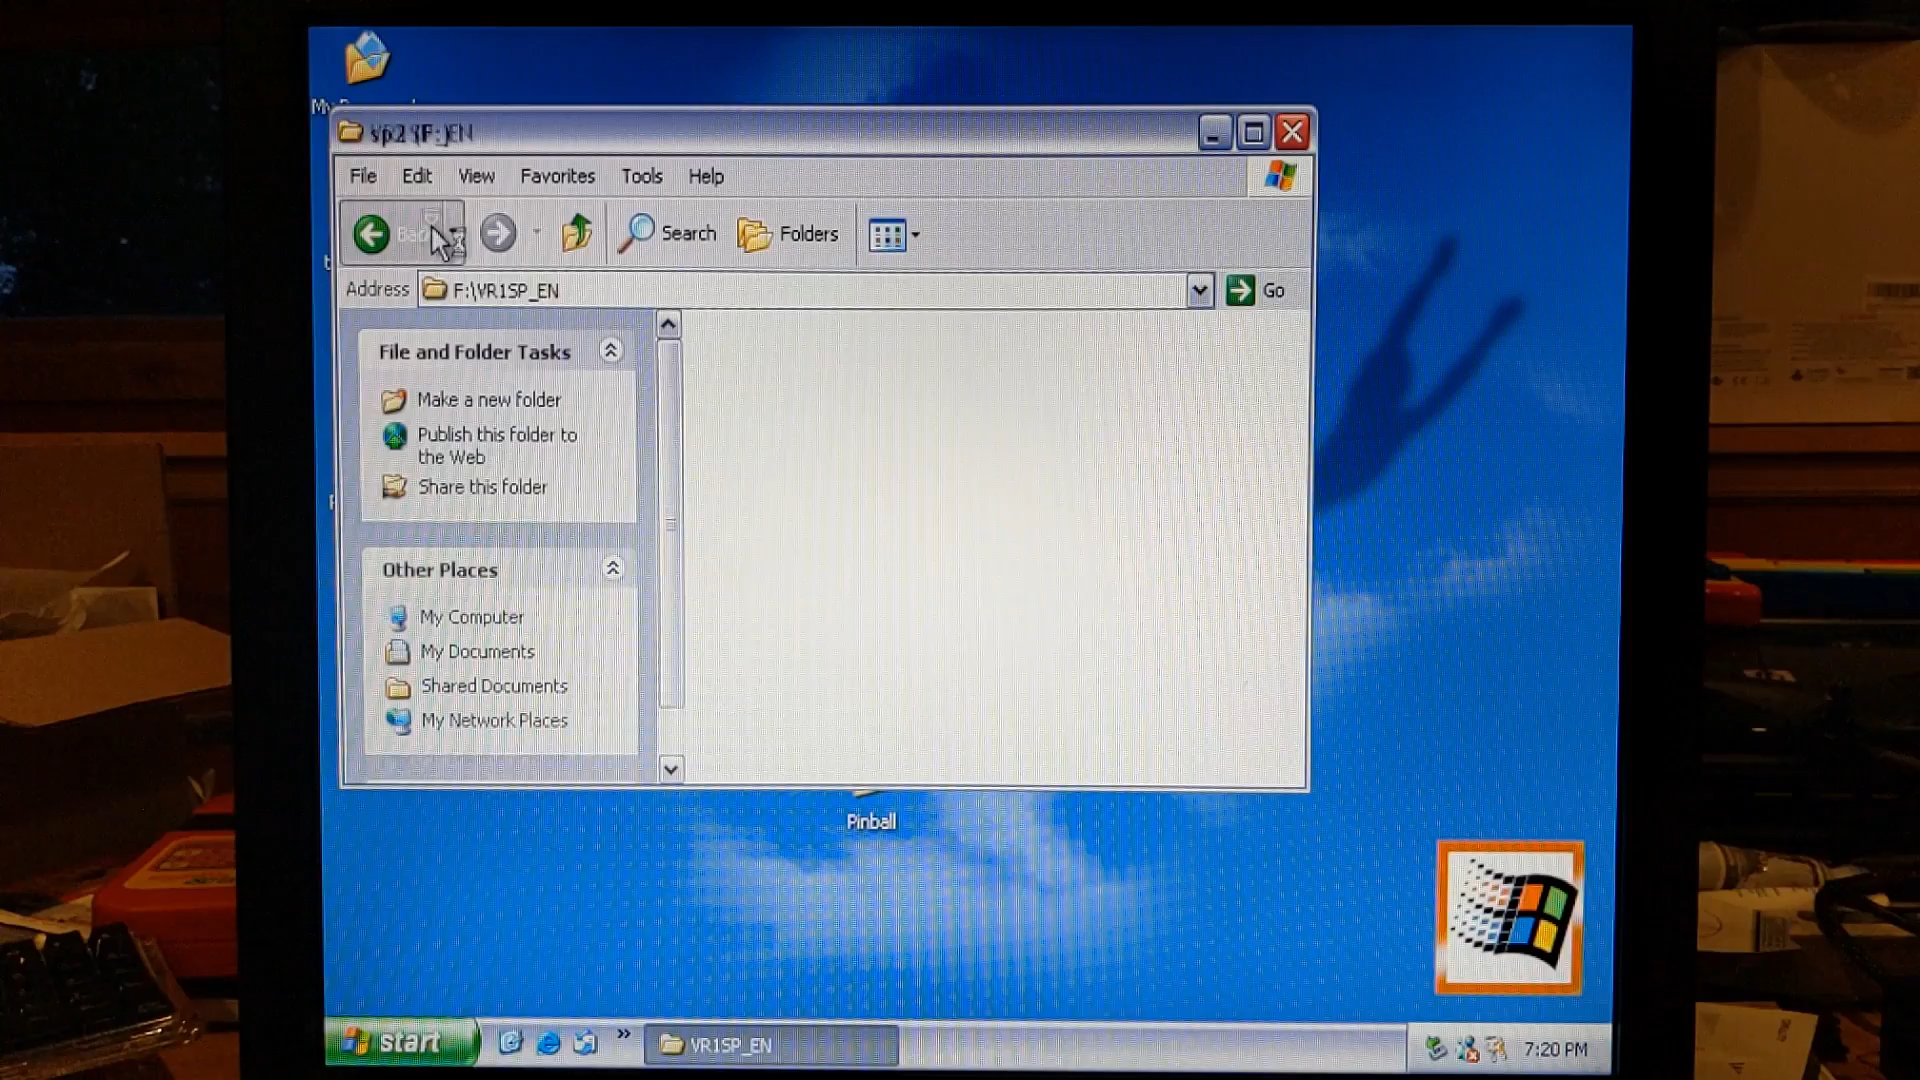 sp2 (F:)
File Edit View Favorites Tools Help
Search Folders
Address F:\VR1SP_EN Go
File and Folder Tasks
Make a new folder
Publish this folder to
the Web
Share this folder
Other Places
My Computer
My Documents
Shared Documents
My Network Places
Pinball
start VR1SP_EN 7:20 PM